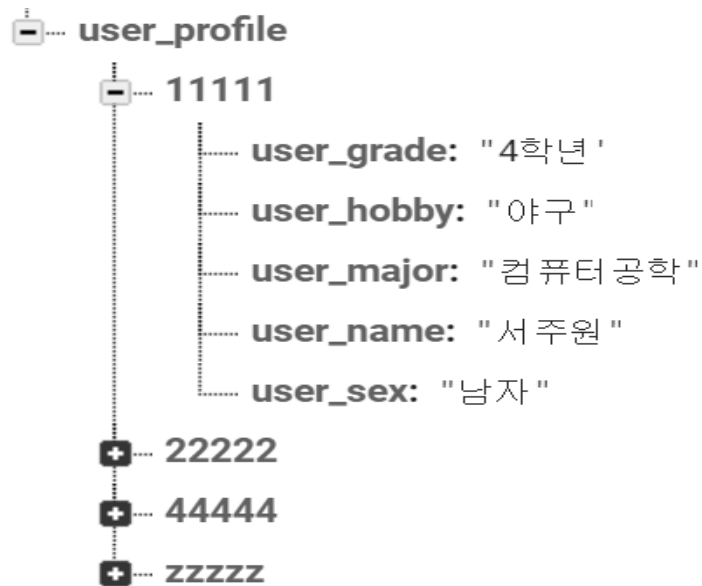 user_profile
11111
user_grade: "4학년'
user_hobby: "야구"
user_major: "컴퓨터공학"
user_name: "서주원"
user_sex: "남자"
22222
44444
zzzzz